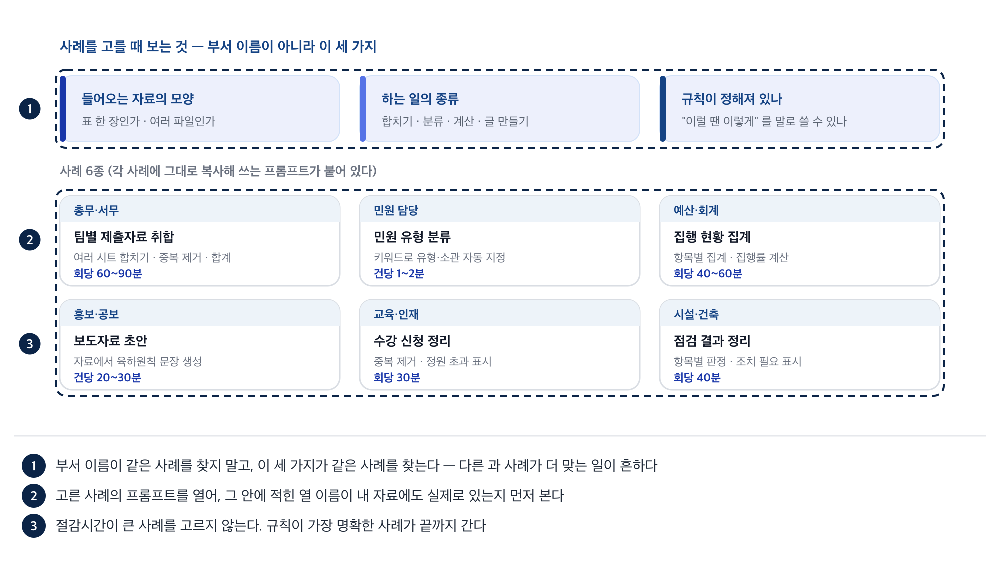 사례를 고를 때 보는 것 — 부서 이름이 아니라 이 세 가지
1
들어오는 자료의 모양
표 한 장인가 · 여러 파일인가
하는 일의 종류
합치기 · 분류 · 계산 · 글 만들기
규칙이 정해져 있나
"이럴 땐 이렇게" 를 말로 쓸 수 있나
사례 6종 (각 사례에 그대로 복사해 쓰는 프롬프트가 붙어 있다)
2
총무·서무
팀별 제출자료 취합
여러 시트 합치기 · 중복 제거 · 합계
회당 60~90분
민원 담당
민원 유형 분류
키워드로 유형·소관 자동 지정
건당 1~2분
예산·회계
집행 현황 집계
항목별 집계 · 집행률 계산
회당 40~60분
3
홍보·공보
보도자료 초안
자료에서 육하원칙 문장 생성
건당 20~30분
교육·인재
수강 신청 정리
중복 제거 · 정원 초과 표시
회당 30분
시설·건축
점검 결과 정리
항목별 판정 · 조치 필요 표시
회당 40분
1 부서 이름이 같은 사례를 찾지 말고, 이 세 가지가 같은 사례를 찾는다 — 다른 과 사례가 더 맞는 일이 흔하다
2 고른 사례의 프롬프트를 열어, 그 안에 적힌 열 이름이 내 자료에도 실제로 있는지 먼저 본다
3 절감시간이 큰 사례를 고르지 않는다. 규칙이 가장 명확한 사례가 끝까지 간다